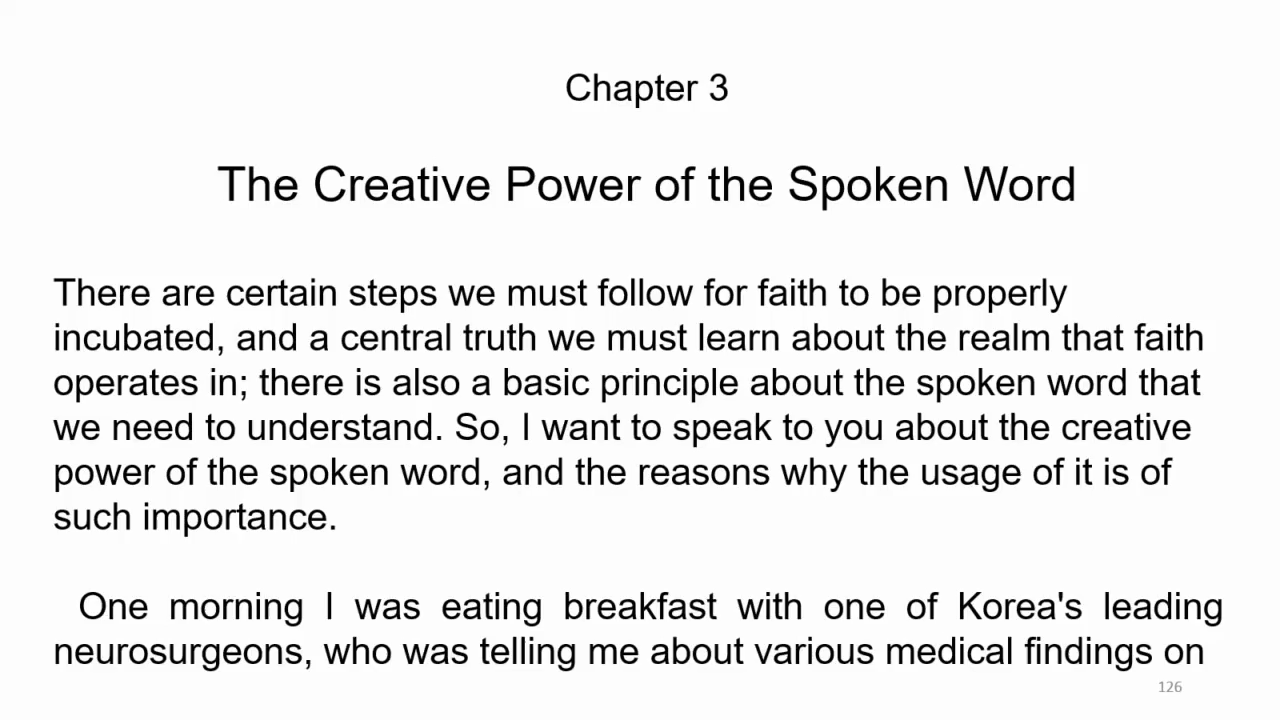 Chapter 3
The Creative Power of the Spoken Word
There are certain steps we must follow for faith to be properly
incubated, and a central truth we must learn about the realm that faith
operates in; there is also a basic principle about the spoken word that
we need to understand. So, I want to speak to you about the creative
power of the spoken word, and the reasons why the usage of it is of
such importance.
One morning I was eating breakfast with one of Korea's leading
neurosurgeons, who was telling me about various medical findings on
126